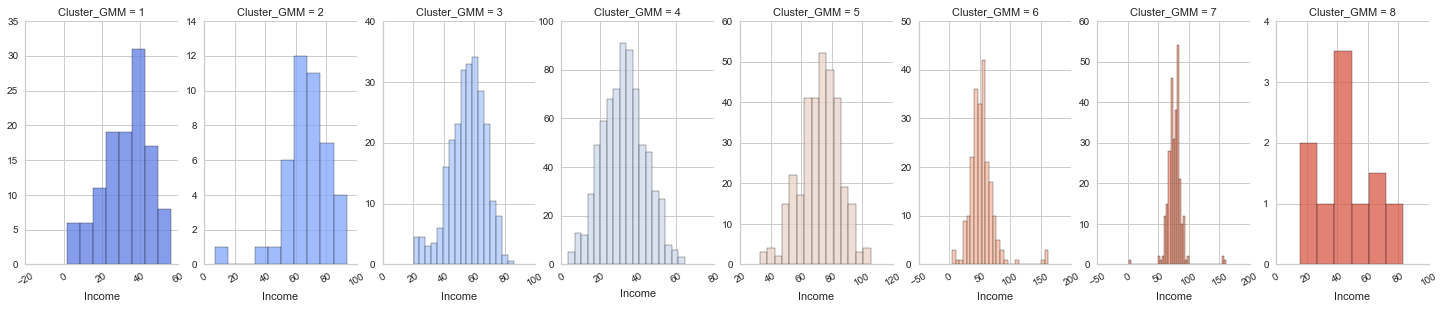 Cluster_GMM = 1
35
30
25
20
15
10
5
0
−20 0 20 40 60
Income
Cluster_GMM = 2
14
12
10
8
6
4
2
0
0 20 40 60 80 100
Income
Cluster_GMM = 3
40
30
20
10
0
0 20 40 60 80 100
Income
Cluster_GMM = 4
100
80
60
40
20
0
0 20 40 60 80
Income
Cluster_GMM = 5
60
50
40
30
20
10
0
20 40 60 80 100 120
Income
Cluster_GMM = 6
50
40
30
20
10
0
−50 0 50 100 150 200
Income
Cluster_GMM = 7
60
50
40
30
20
10
0
−50 0 50 100 150 200
Income
Cluster_GMM = 8
4
3
2
1
0
0 20 40 60 80 100
Income